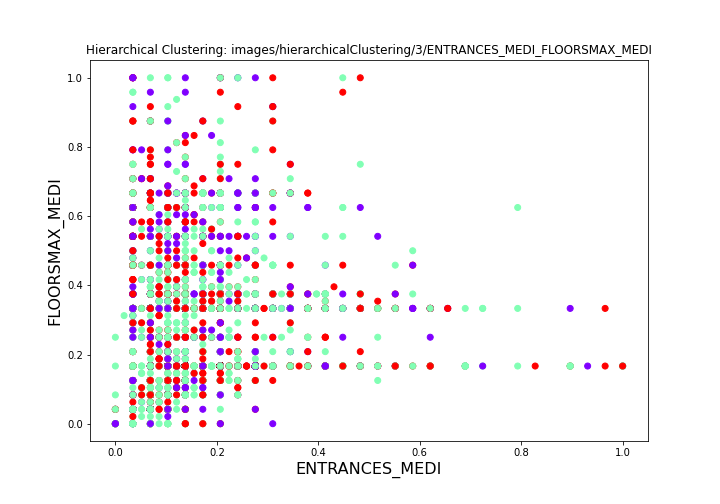 Hierarchical Clustering: images/hierarchicalClustering/3/ENTRANCES_MEDI_FLOORSMAX_MEDI
1.0
0.8
0.6
0.4
0.2
0.0
FLOORSMAX_MEDI
0.0 0.2 0.4 0.6 0.8 1.0
ENTRANCES_MEDI